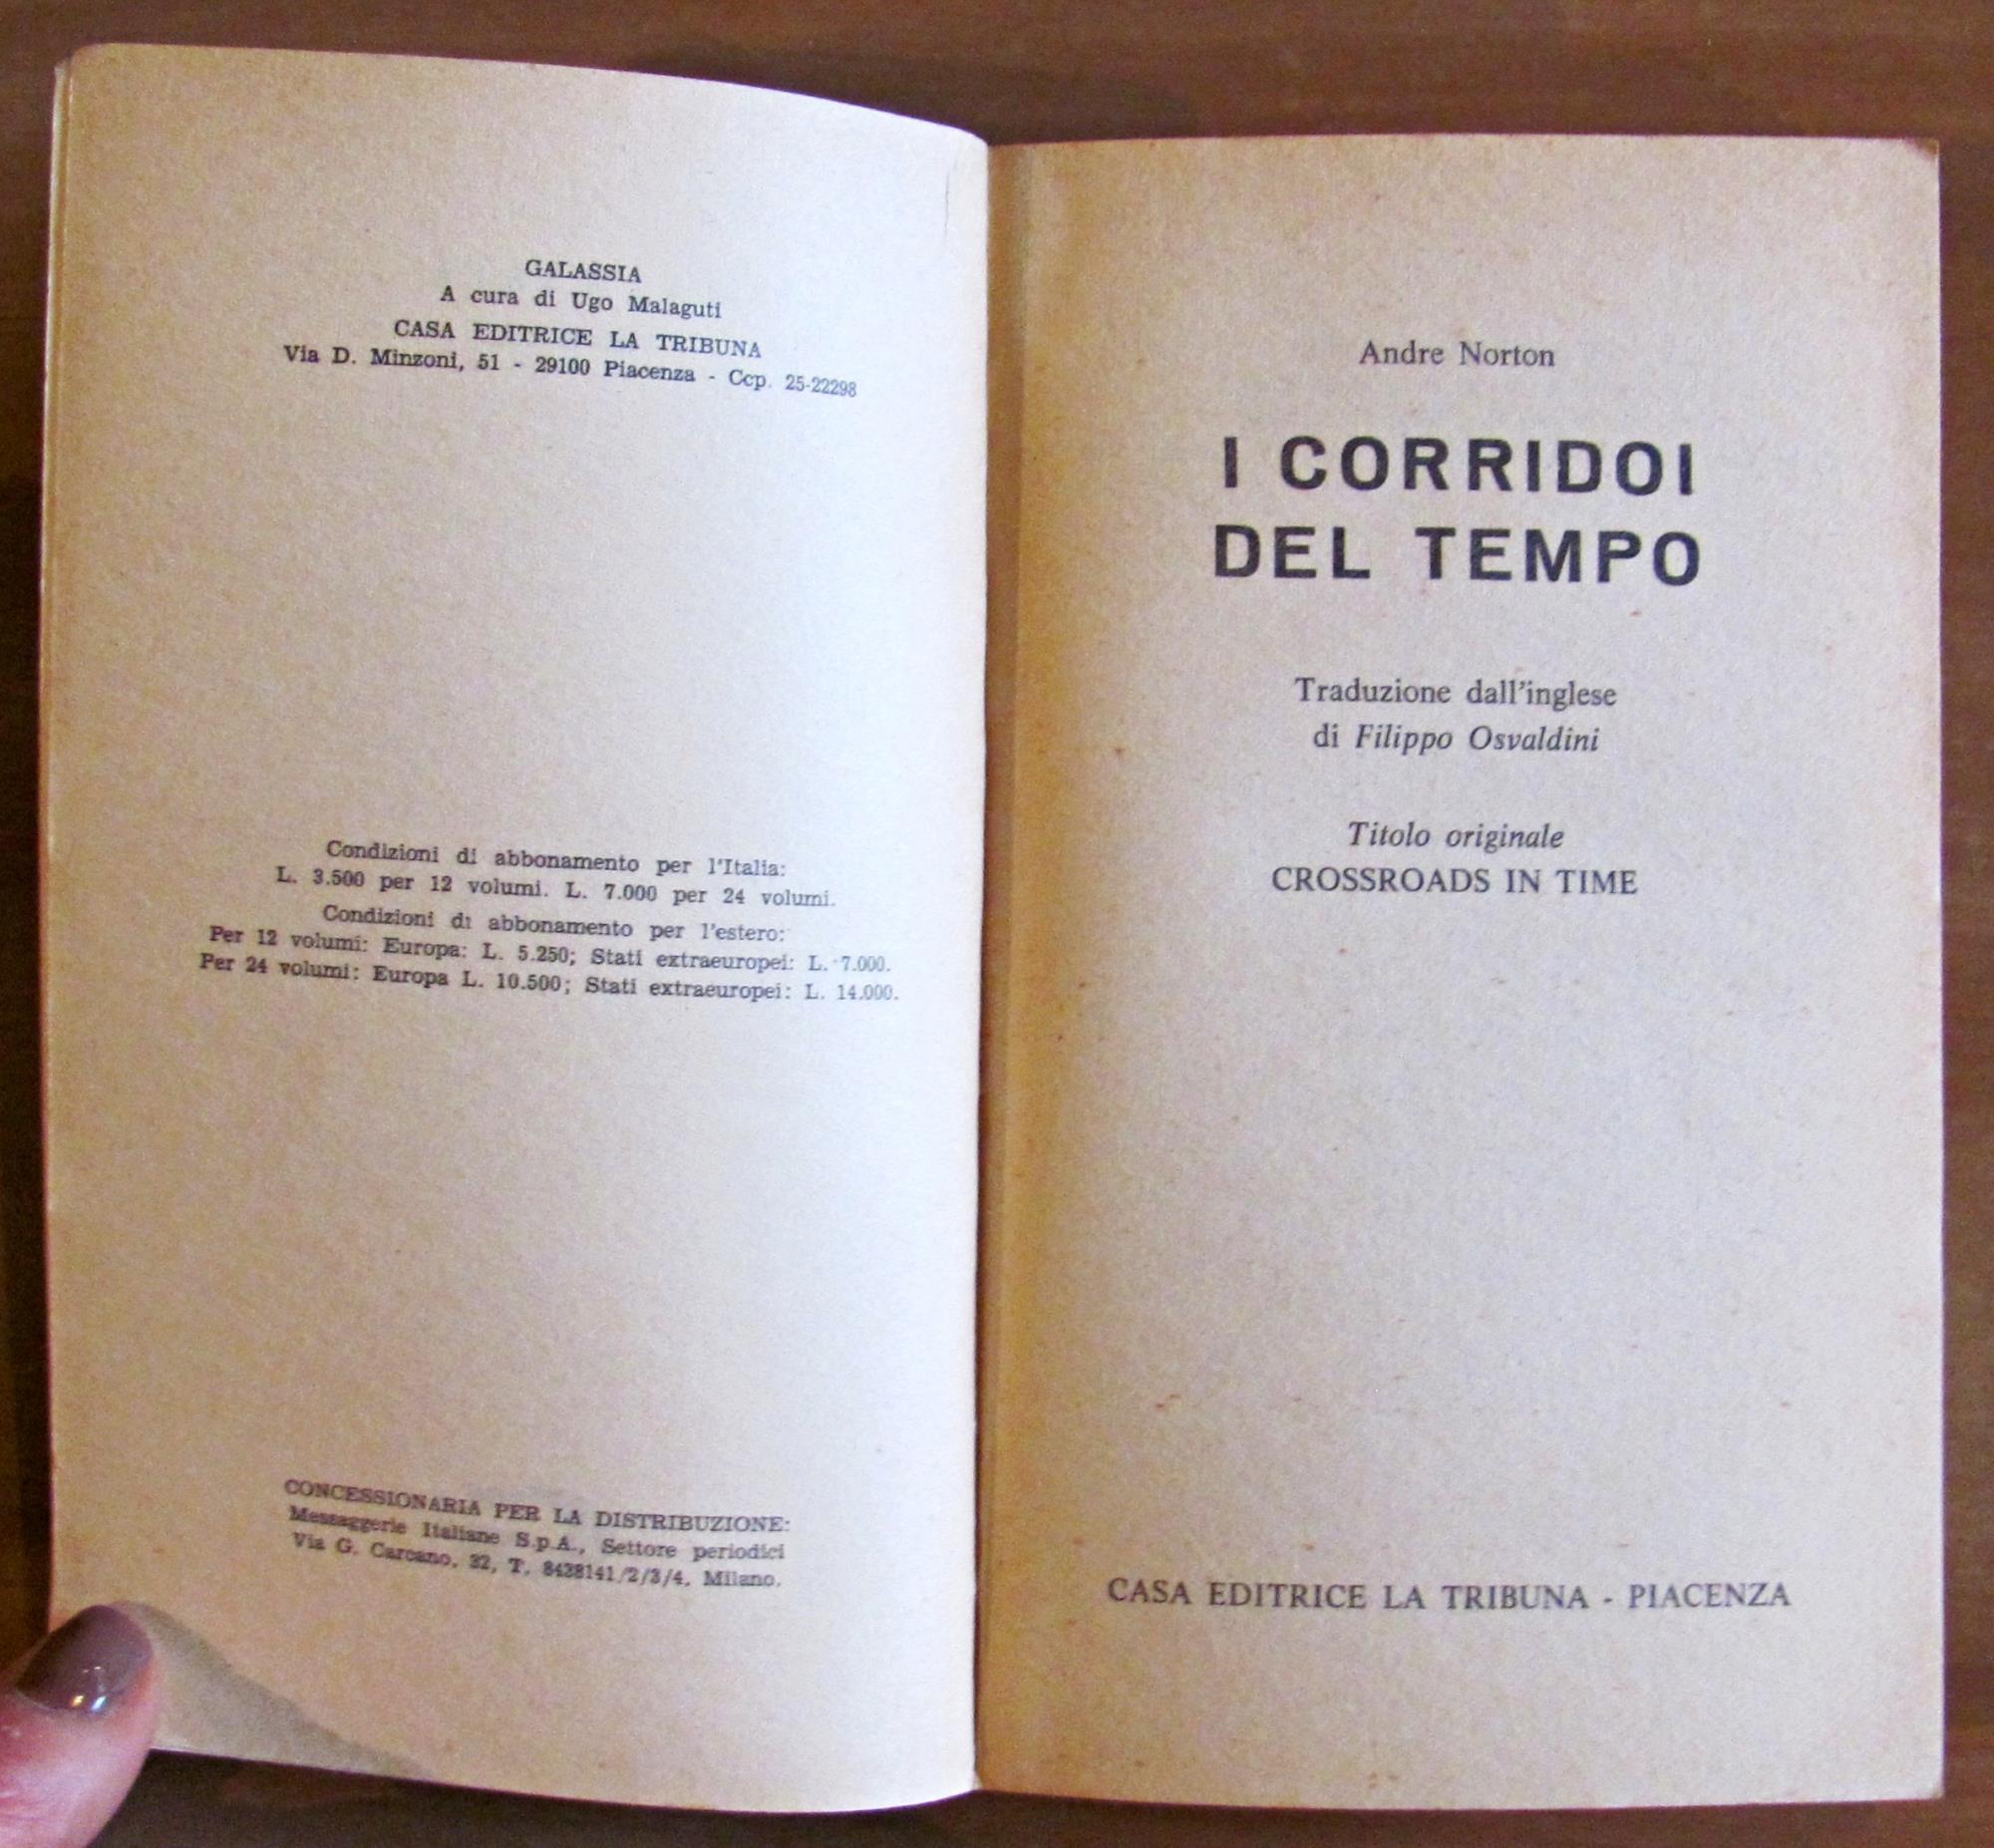 GALASSIA
A cura di Ugo Malaguti
CASA EDITRICE LA TRIBUNA
Via D. Minzoni, 51 - 29100 Piacenza - Ccp. 25-22298
Condizioni di abbonamento per l'Italia:
L. 3.500 per 12 volumi. L. 7.000 per 24 volumi.
Condizioni di abbonamento per l'estero:
Per 12 volumi: Europa: L. 5.250; Stati extraeuropei: L. 7.000.
Per 24 volumi: Europa L. 10.500; Stati extraeuropei: L. 14.000.
CONCESSIONARIA PER LA DISTRIBUZIONE:
Messaggerie Italiane S.p.A., Settore periodici
Via G. Carcano, 32, T. 8438141/2/3/4, Milano.
Andre Norton
I CORRIDOI
DEL TEMPO
Traduzione dall'inglese
di Filippo Osvaldini
Titolo originale
CROSSROADS IN TIME
CASA EDITRICE LA TRIBUNA - PIACENZA